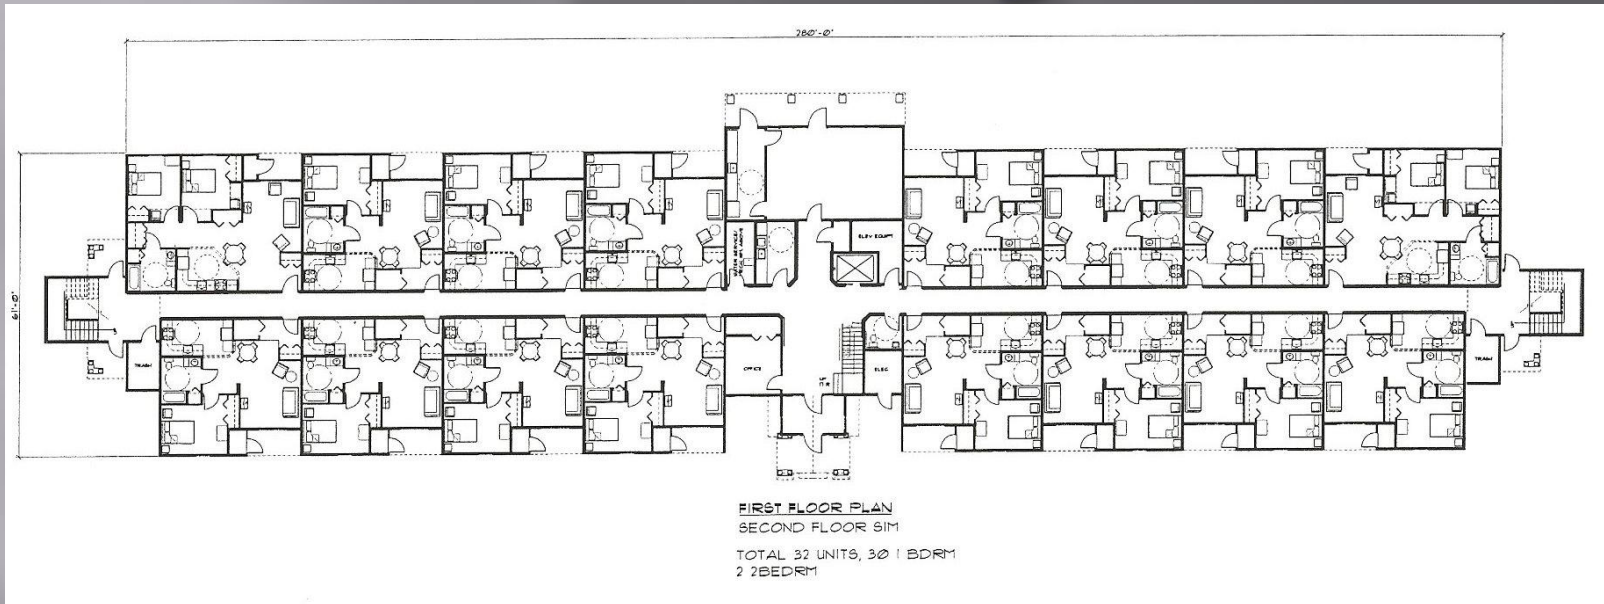 280'-0"
61'-0"
ELEV EQUIP
OFFICE
UP
ELEC
TRASH
TRASH
FIRST FLOOR PLAN
SECOND FLOOR SIM
TOTAL 32 UNITS, 30 1 BDRM
2 2BEDRM